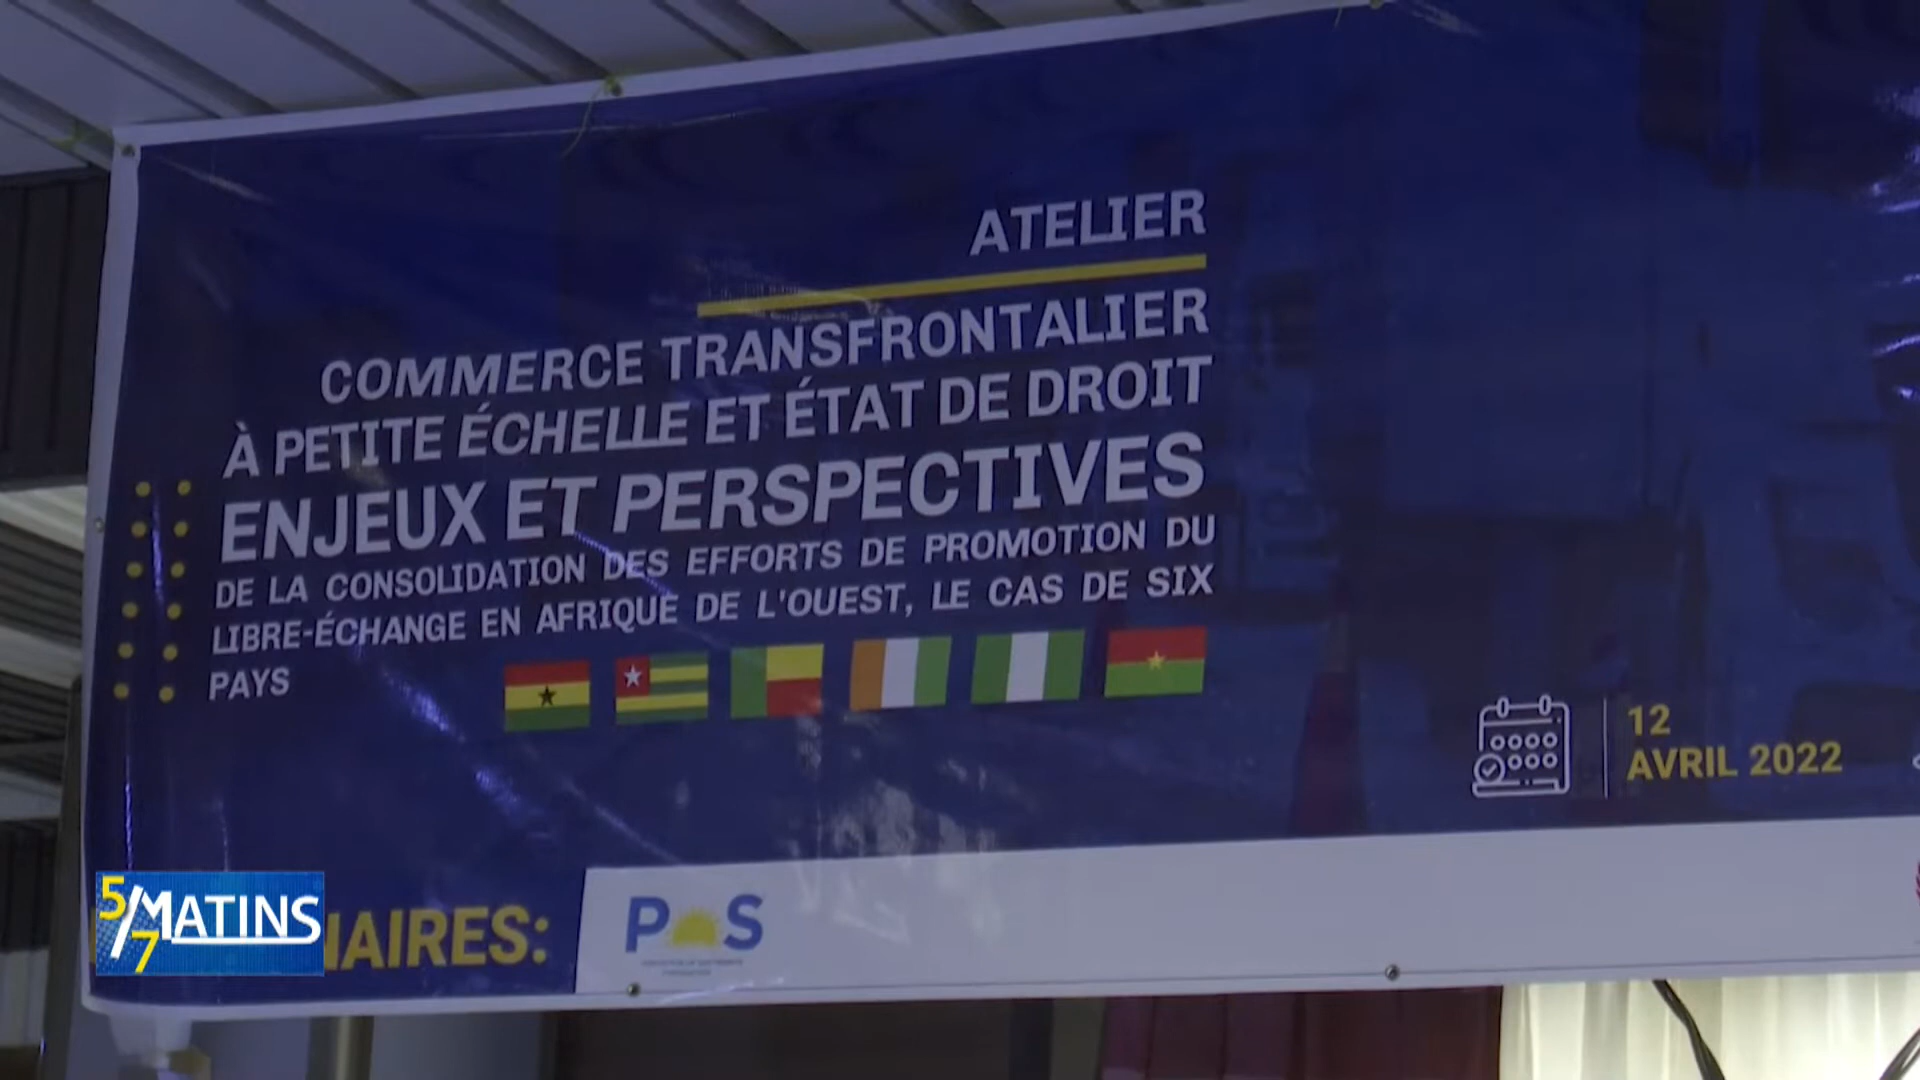 ATELIER
COMMERCE TRANSFRONTALIER
À PETITE ÉCHELLE ET ÉTAT DE DROIT
ENJEUX ET PERSPECTIVES
DE LA CONSOLIDATION DES EFFORTS DE PROMOTION DU
LIBRE-ÉCHANGE EN AFRIQUE DE L'OUEST, LE CAS DE SIX
PAYS
12
AVRIL 2022
5/7 MATINS
NAIRES:
POS